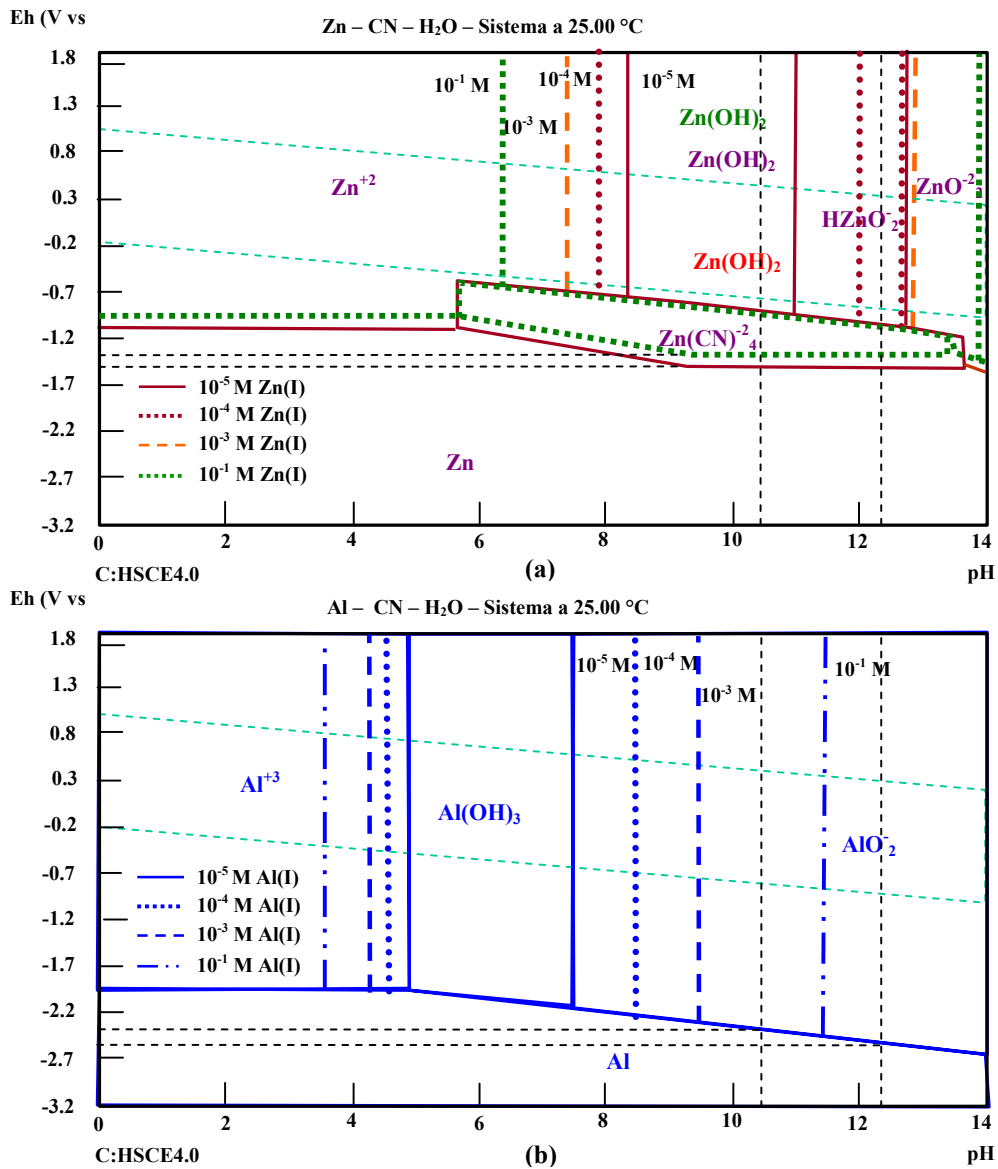 Eh (V vs
Zn – CN – H₂O – Sistema a 25.00 °C
1.8
1.3
0.8
0.3
-0.2
-0.7
-1.2
-1.7
-2.2
-2.7
-3.2
10⁻¹ M
10⁻³ M
10⁻⁴ M
10⁻⁵ M
Zn⁺²
Zn(OH)₂
Zn(OH)₂
Zn(OH)₂
HZnO⁻₂
ZnO⁻²₂
Zn(CN)⁻²₄
Zn
10⁻⁵ M Zn(I)
10⁻⁴ M Zn(I)
10⁻³ M Zn(I)
10⁻¹ M Zn(I)
0 2 4 6 8 10 12 14
C:HSCE4.0
(a)
pH
Eh (V vs
Al – CN – H₂O – Sistema a 25.00 °C
1.8
1.3
0.8
0.3
-0.2
-0.7
-1.2
-1.7
-2.2
-2.7
-3.2
10⁻⁵ M
10⁻⁴ M
10⁻³ M
10⁻¹ M
Al⁺³
Al(OH)₃
AlO⁻₂
Al
10⁻⁵ M Al(I)
10⁻⁴ M Al(I)
10⁻³ M Al(I)
10⁻¹ M Al(I)
0 2 4 6 8 10 12 14
C:HSCE4.0
(b)
pH